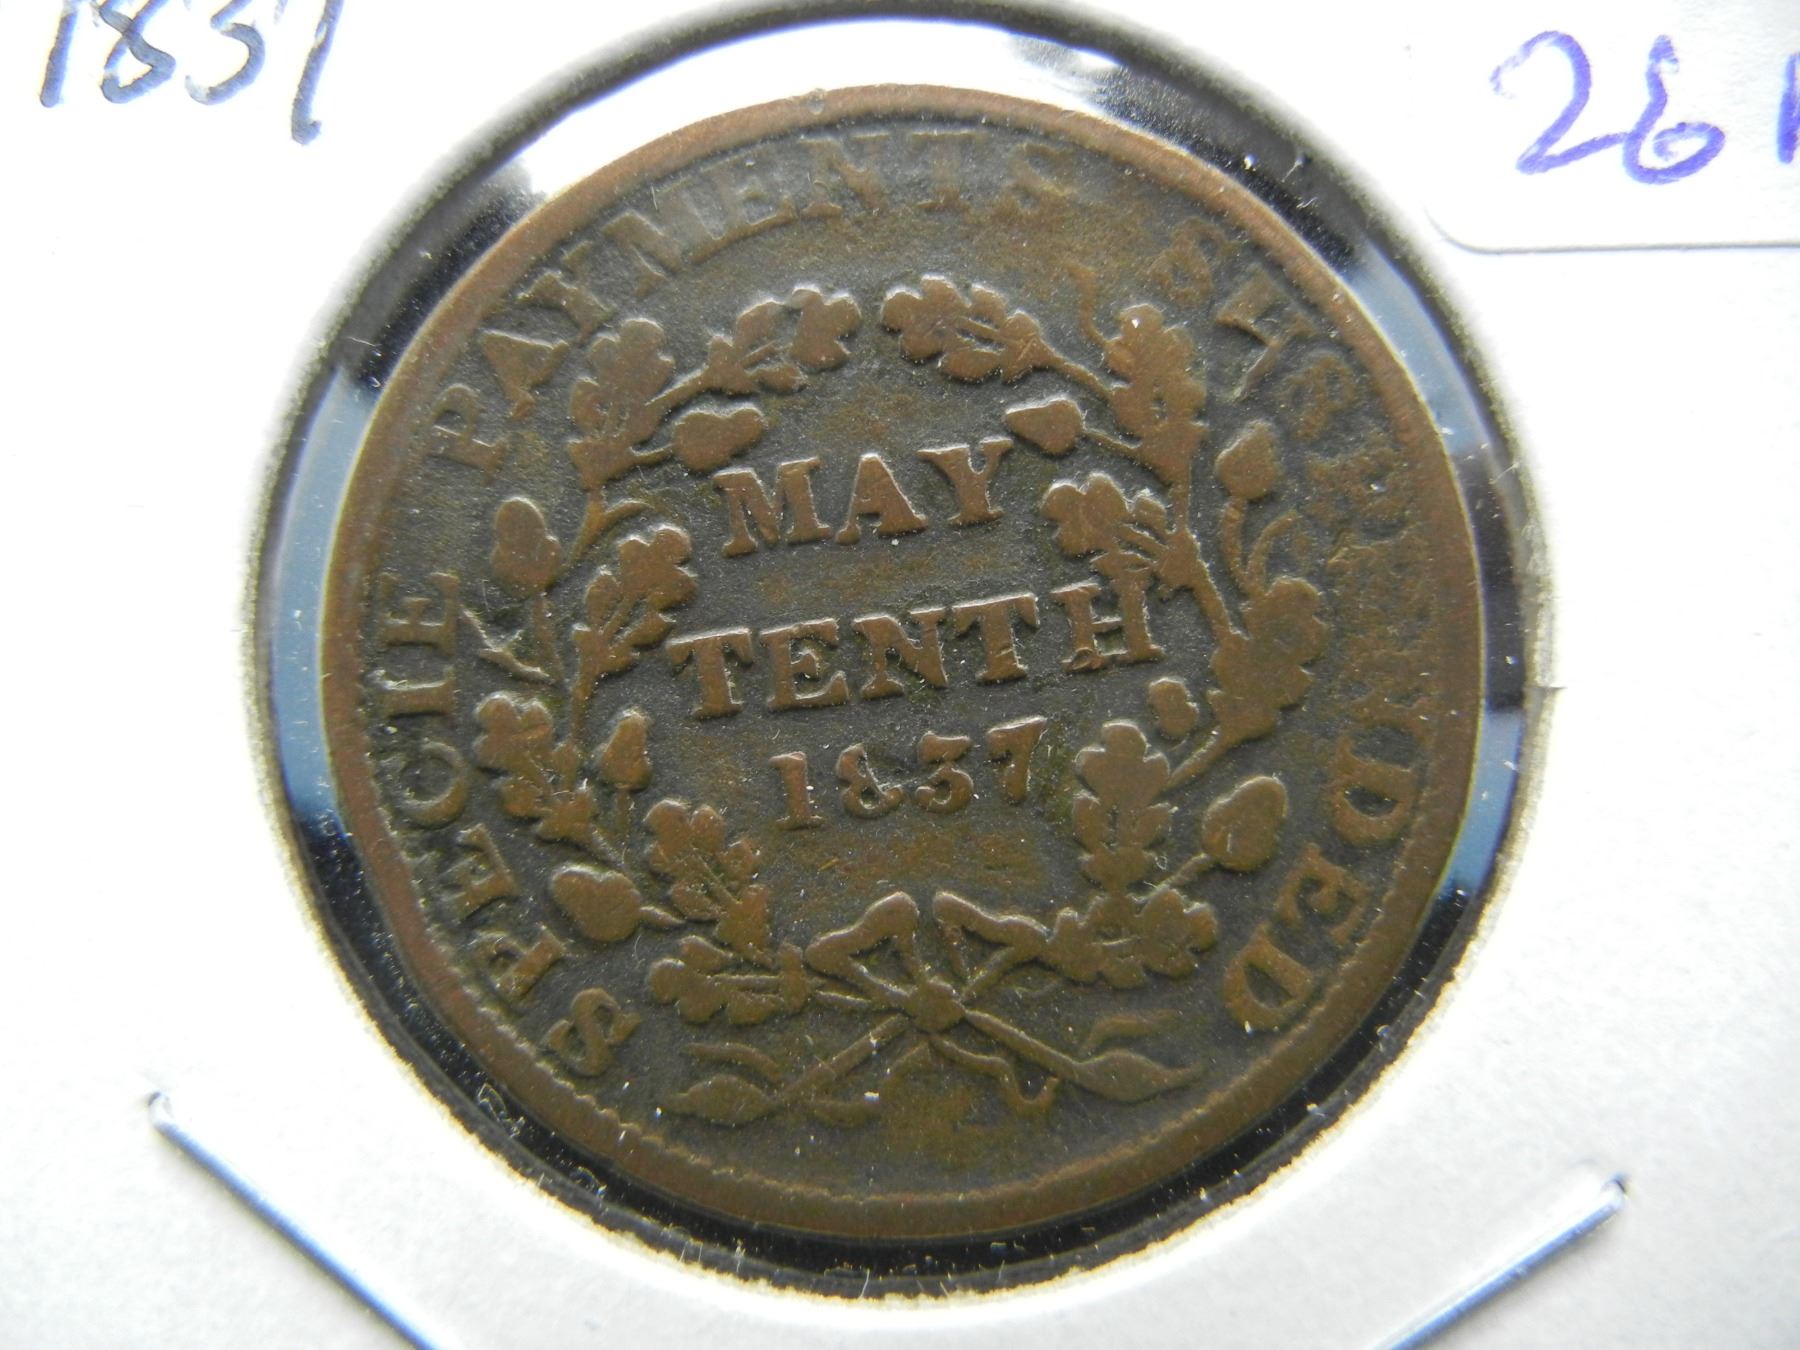 1837
26
SPECIE PAYMENTS SUSPENDED
MAY
TENTH
1837